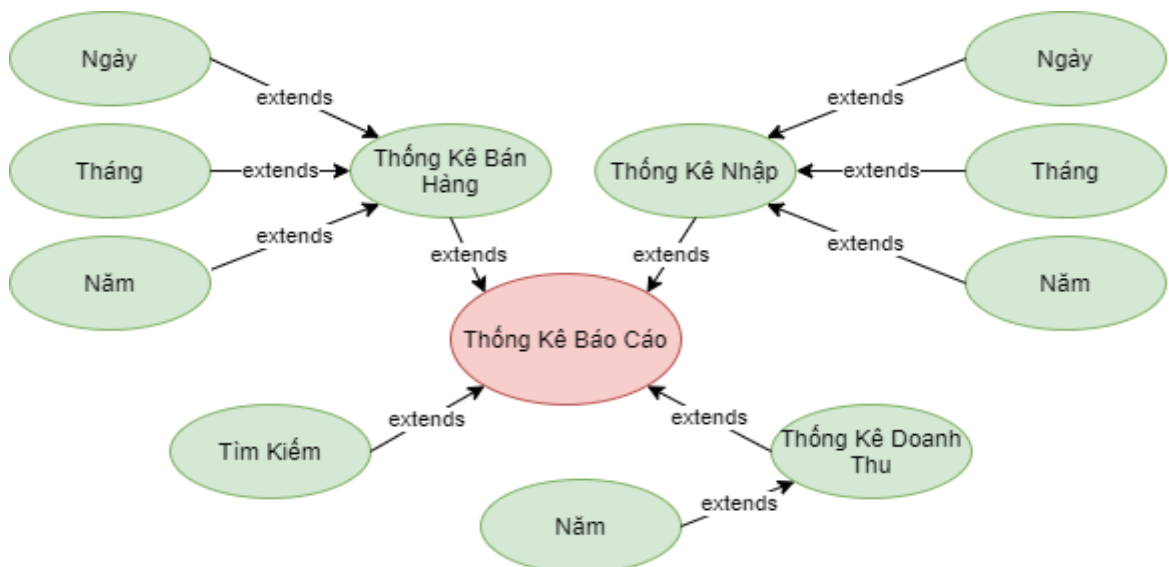 Ngày
Ngày
extends
extends
Tháng
extends
Thống Kê Bán
Hàng
Thống Kê Nhập
extends
Tháng
extends
extends
Năm
extends
extends
Năm
Thống Kê Báo Cáo
extends
extends
Tìm Kiếm
Thống Kê Doanh
Thu
extends
Năm